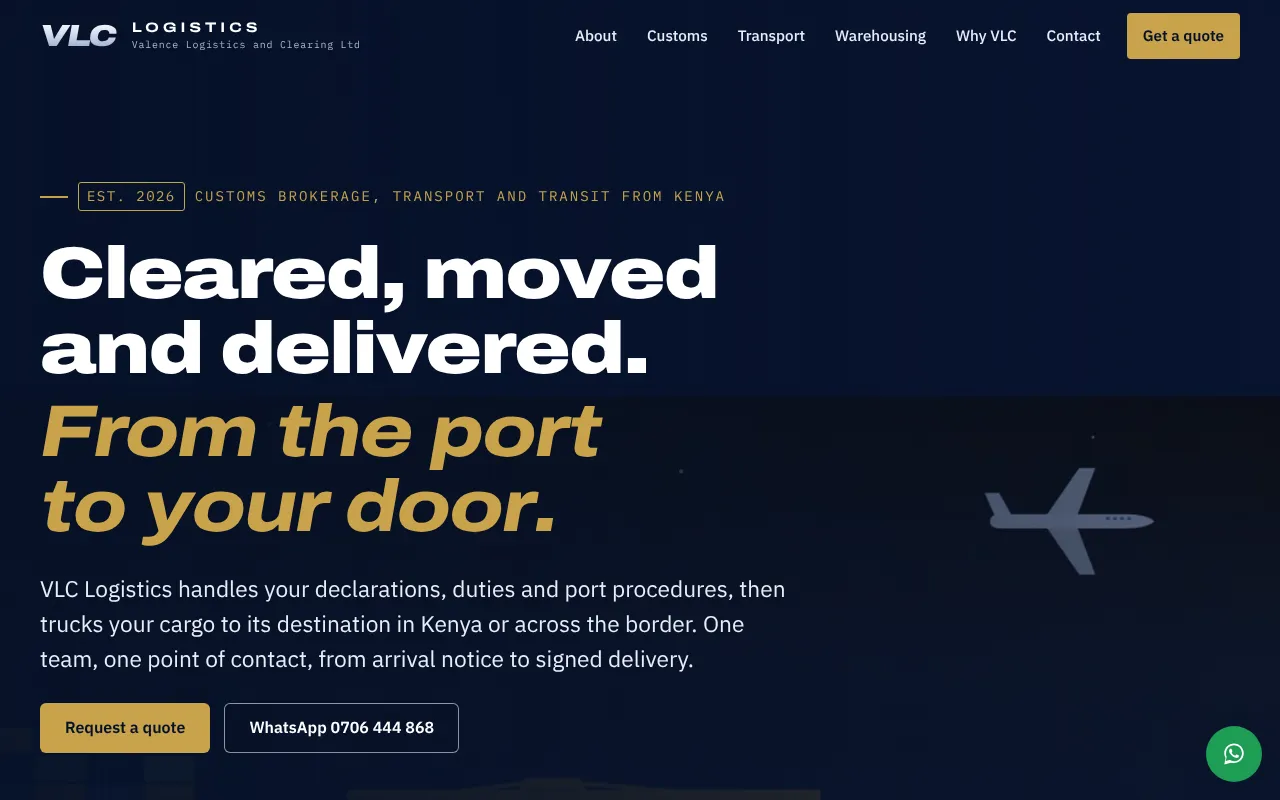 VLC LOGISTICS
Valence Logistics and Clearing Ltd
About Customs Transport Warehousing Why VLC Contact Get a quote
EST. 2026 CUSTOMS BROKERAGE, TRANSPORT AND TRANSIT FROM KENYA
Cleared, moved
and delivered.
From the port
to your door.
VLC Logistics handles your declarations, duties and port procedures, then
trucks your cargo to its destination in Kenya or across the border. One
team, one point of contact, from arrival notice to signed delivery.
Request a quote WhatsApp 0706 444 868